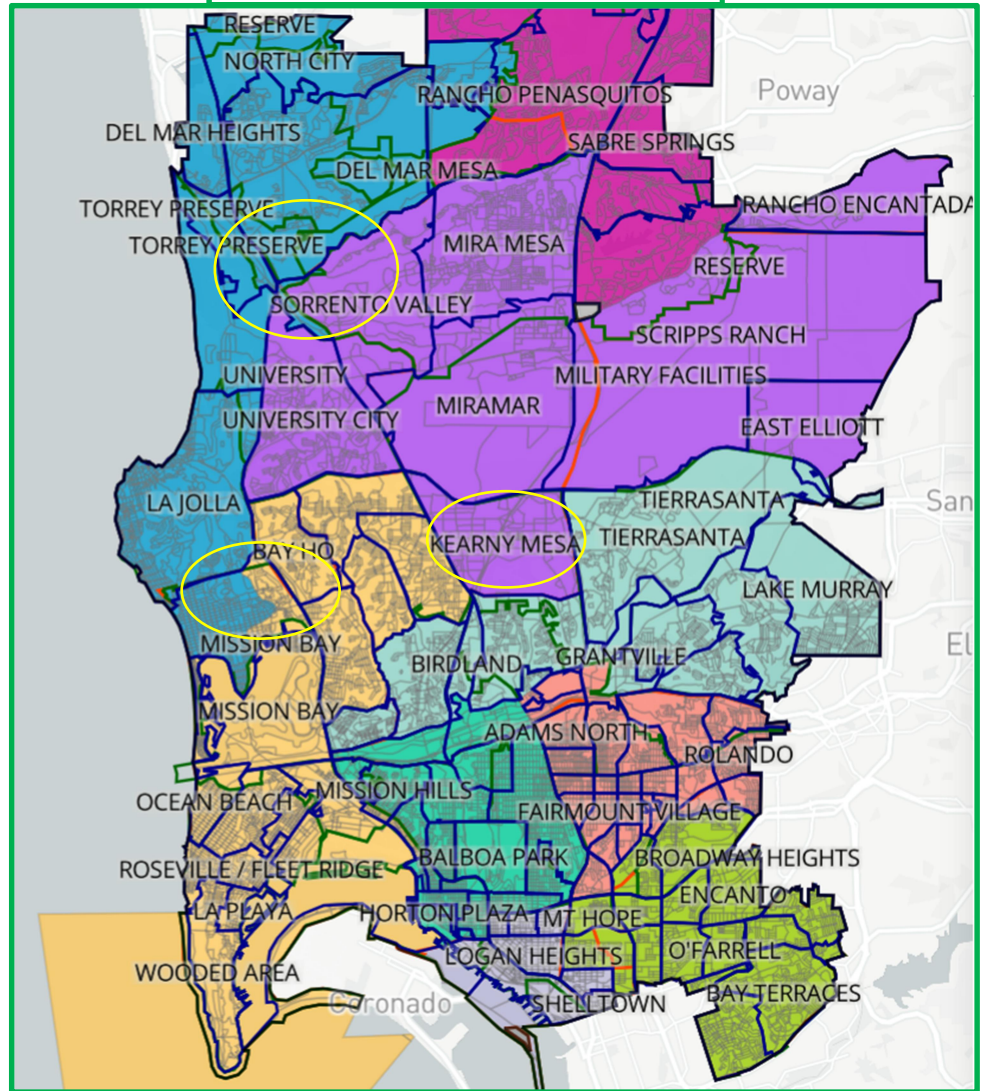 RESERVE
NORTH CITY
Poway
RANCHO PENASQUITOS
DEL MAR HEIGHTS
SABRE SPRINGS
DEL MAR MESA
RANCHO ENCANTADA
TORREY PRESERVE
TORREY PRESERVE
MIRA MESA
RESERVE
SORRENTO VALLEY
SCRIPPS RANCH
UNIVERSITY
MILITARY FACILITIES
MIRAMAR
UNIVERSITY CITY
EAST ELLIOTT
LA JOLLA
TIERRASANTA
San
TIERRASANTA
KEARNY MESA
BAY HO
LAKE MURRAY
MISSION BAY
El
GRANTVILLE
BIRDLAND
MISSION BAY
ADAMS NORTH
ROLANDO
MISSION HILLS
OCEAN BEACH
FAIRMOUNT VILLAGE
BALBOA PARK
BROADWAY HEIGHTS
ROSEVILLE / FLEET RIDGE
ENCANTO
LA PLAYA
HORTON PLAZA
MT HOPE
O'FARRELL
LOGAN HEIGHTS
WOODED AREA
BAY TERRACES
Coronado
SHELLTOWN